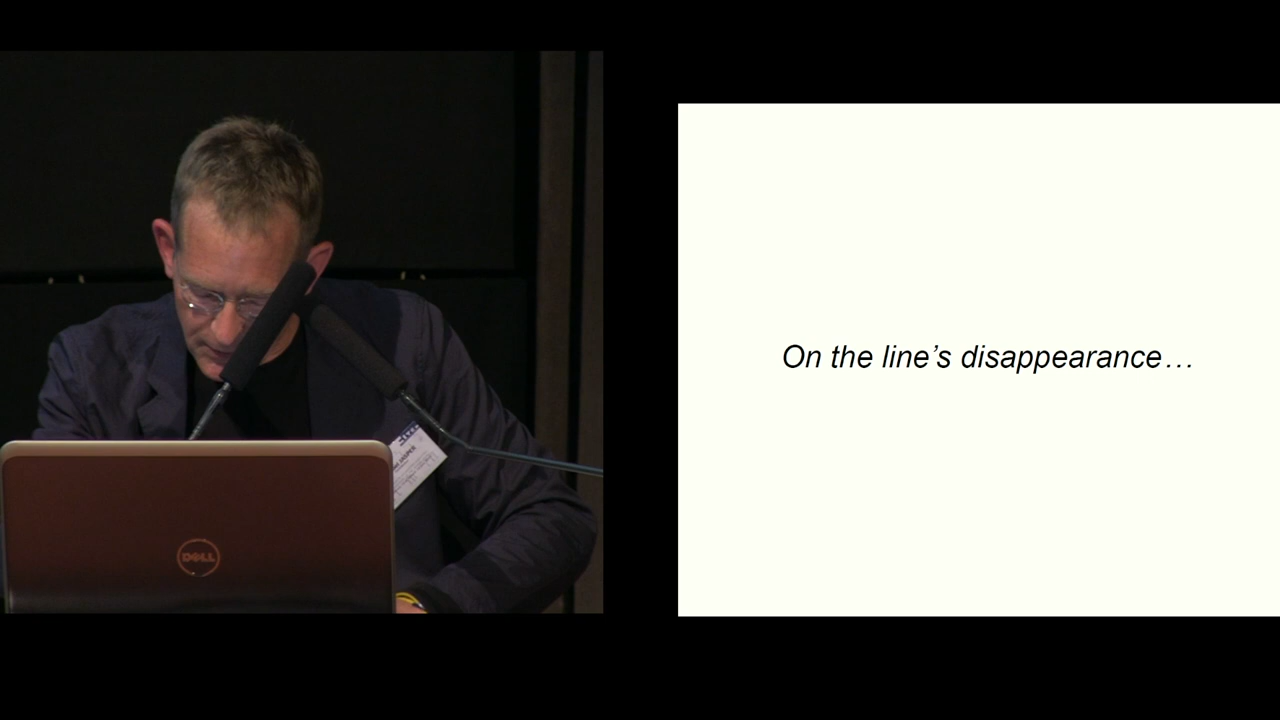 On the line’s disappearance…
DELL